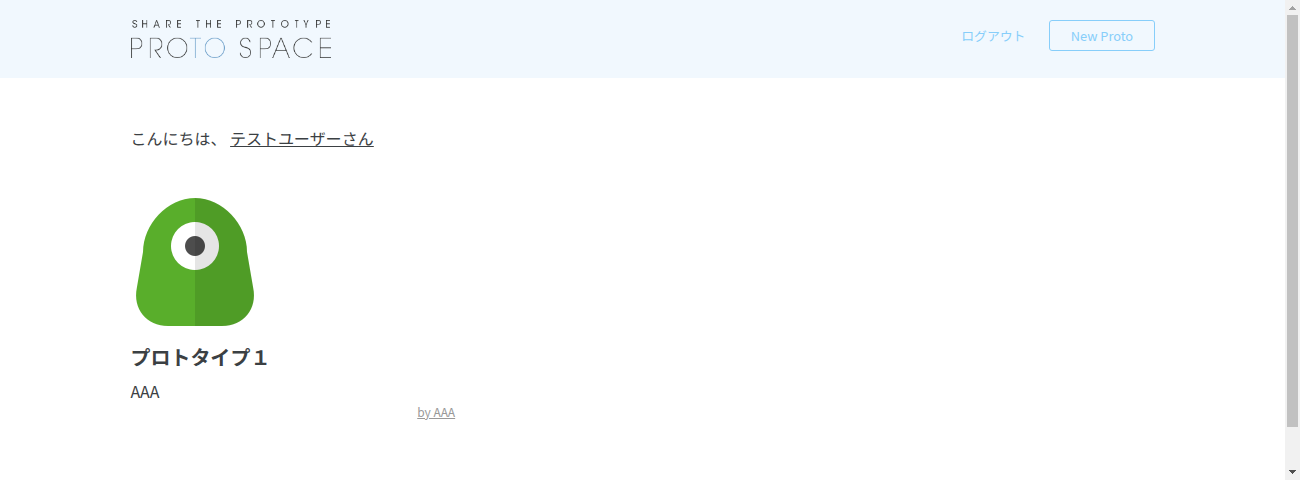 SHARE THE PROTOTYPE
PROTO SPACE
ログアウト
New Proto
こんにちは、 テストユーザーさん
プロトタイプ１
AAA
by AAA